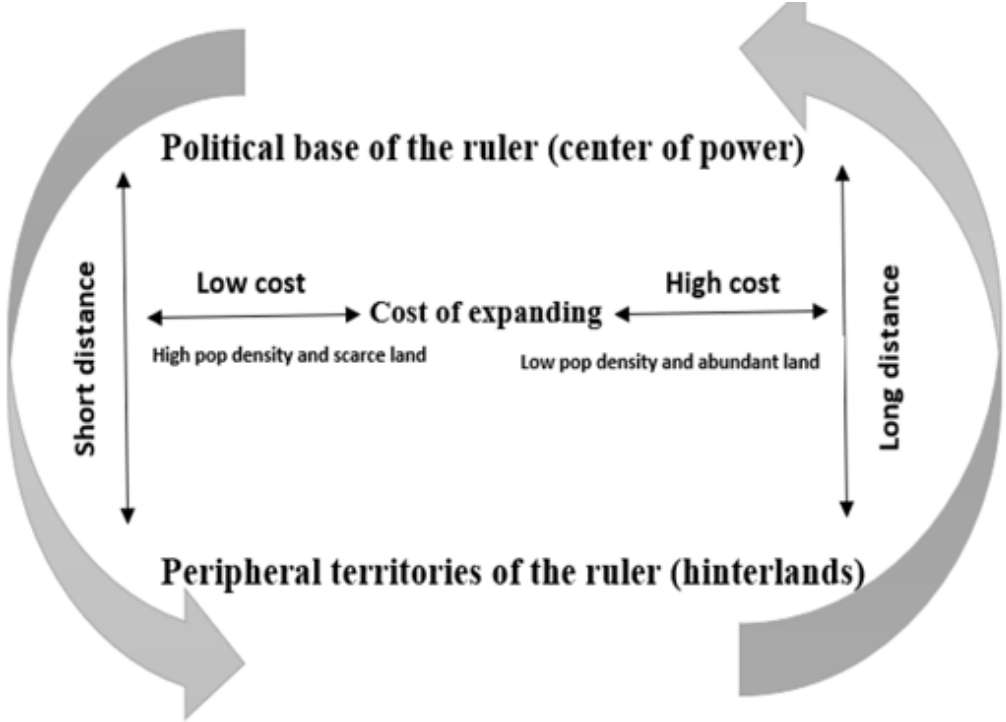 Political base of the ruler (center of power)
Short distance
Low cost
Cost of expanding
High cost
High pop density and scarce land
Low pop density and abundant land
Long distance
Peripheral territories of the ruler (hinterlands)